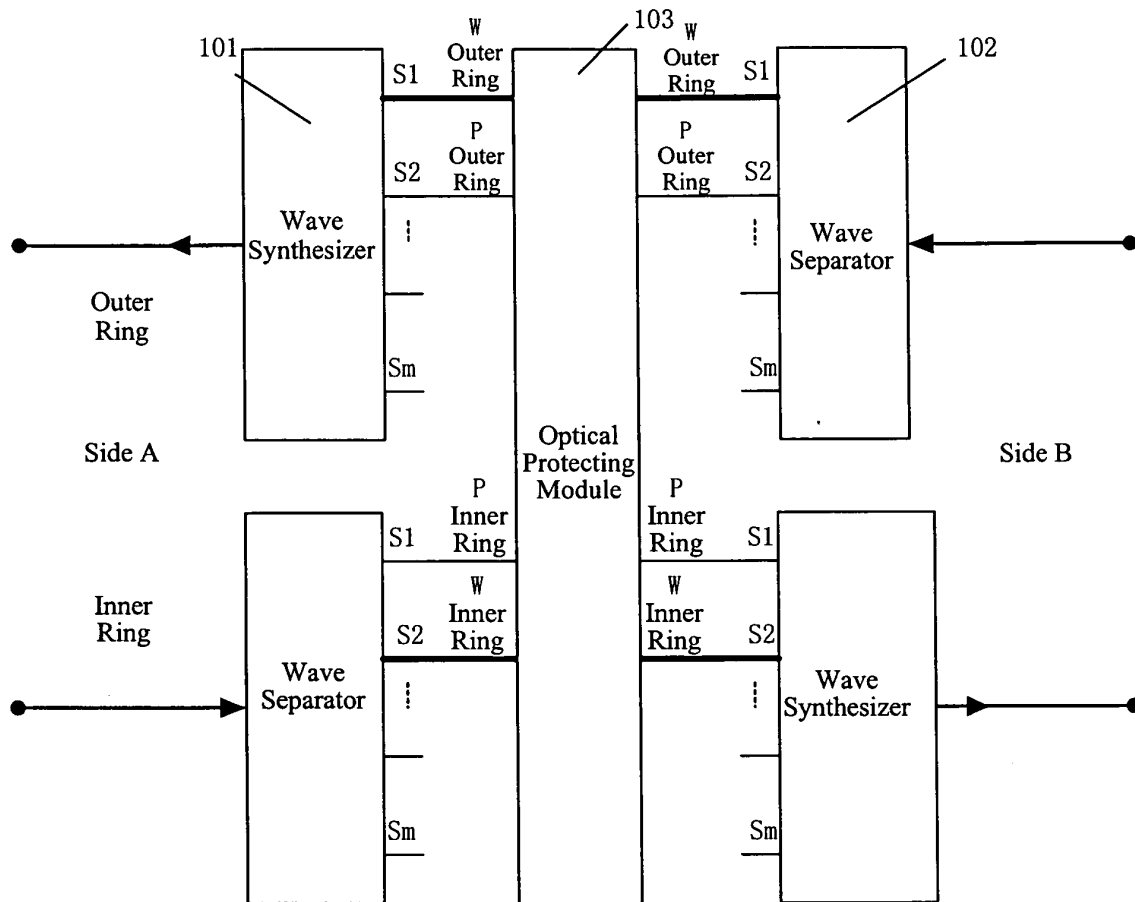 101
W
Outer
Ring
103
W
Outer
Ring
102
S1
S1
P
Outer
Ring
P
Outer
Ring
S2
S2
Wave
Synthesizer
Wave
Separator
Outer
Ring
Sm
Sm
Side A
Optical
Protecting
Module
Side B
P
Inner
Ring
P
Inner
Ring
S1
S1
W
Inner
Ring
W
Inner
Ring
Inner
Ring
S2
S2
Wave
Separator
Wave
Synthesizer
Sm
Sm